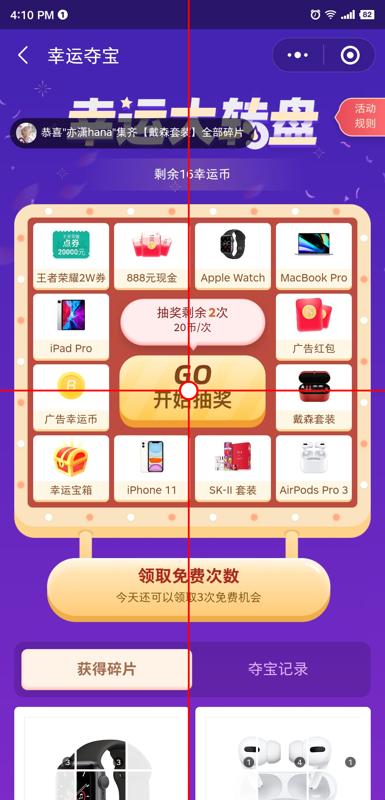 4:10 PM
82
幸运夺宝
幸运大转盘
活动
规则
恭喜"亦潇hana"集齐【戴森套装】全部碎片
剩余16幸运币
点券
20000元
王者荣耀2W券
888元现金
Apple Watch
MacBook Pro
iPad Pro
抽奖剩余2次
20币/次
广告红包
GO
开始抽奖
广告幸运币
戴森套装
幸运宝箱
iPhone 11
SK-II 套装
AirPods Pro 3
领取免费次数
今天还可以领取3次免费机会
获得碎片
夺宝记录
3
3
1
4
1